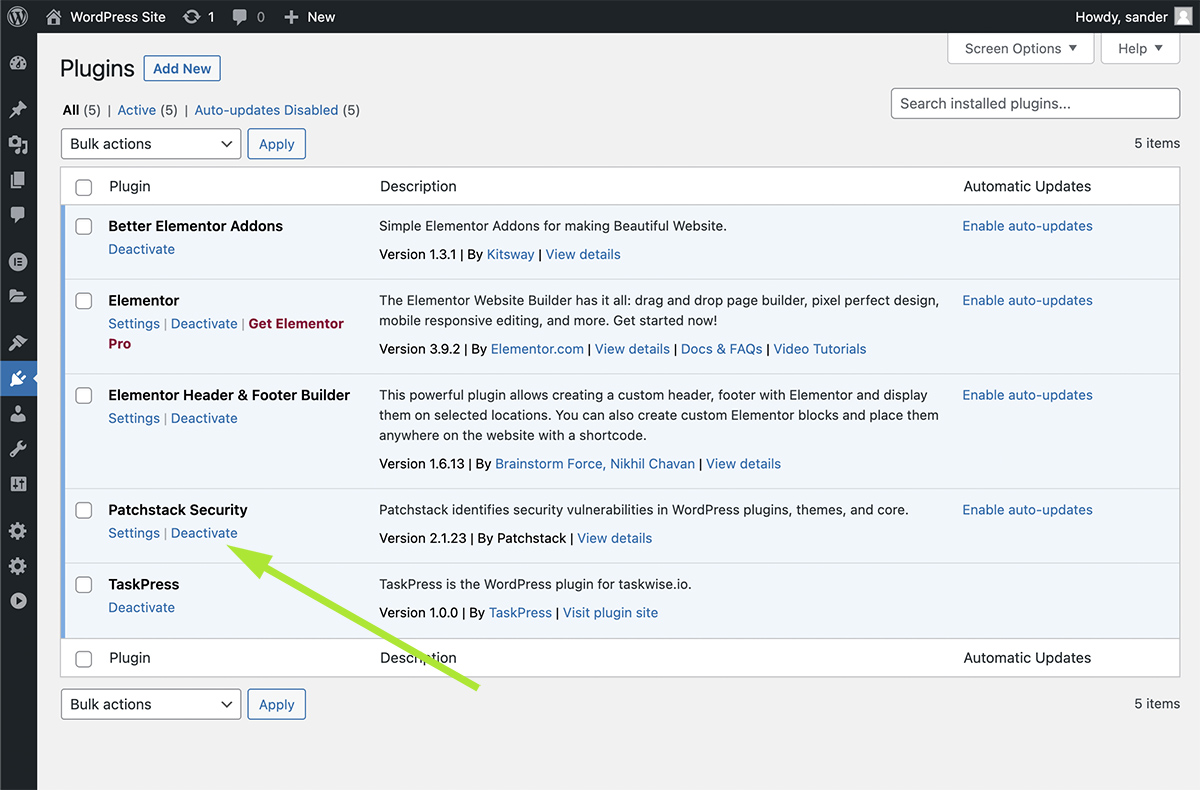 WordPress Site 1 0 New Howdy, sander
Screen Options ▼ Help ▼
Plugins Add New
All (5) | Active (5) | Auto-updates Disabled (5)
Search installed plugins...
Bulk actions Apply 5 items
Plugin Description Automatic Updates
Better Elementor Addons Simple Elementor Addons for making Beautiful Website. Enable auto-updates
Deactivate
Version 1.3.1 | By Kitsway | View details
Elementor The Elementor Website Builder has it all: drag and drop page builder, pixel perfect design, Enable auto-updates
Settings | Deactivate | Get Elementor mobile responsive editing, and more. Get started now!
Pro
Version 3.9.2 | By Elementor.com | View details | Docs & FAQs | Video Tutorials
Elementor Header & Footer Builder This powerful plugin allows creating a custom header, footer with Elementor and display Enable auto-updates
Settings | Deactivate them on selected locations. You can also create custom Elementor blocks and place them
anywhere on the website with a shortcode.
Version 1.6.13 | By Brainstorm Force, Nikhil Chavan | View details
Patchstack Security Patchstack identifies security vulnerabilities in WordPress plugins, themes, and core. Enable auto-updates
Settings | Deactivate
Version 2.1.23 | By Patchstack | View details
TaskPress TaskPress is the WordPress plugin for taskwise.io.
Deactivate
Version 1.0.0 | By TaskPress | Visit plugin site
Plugin Description Automatic Updates
Bulk actions Apply 5 items